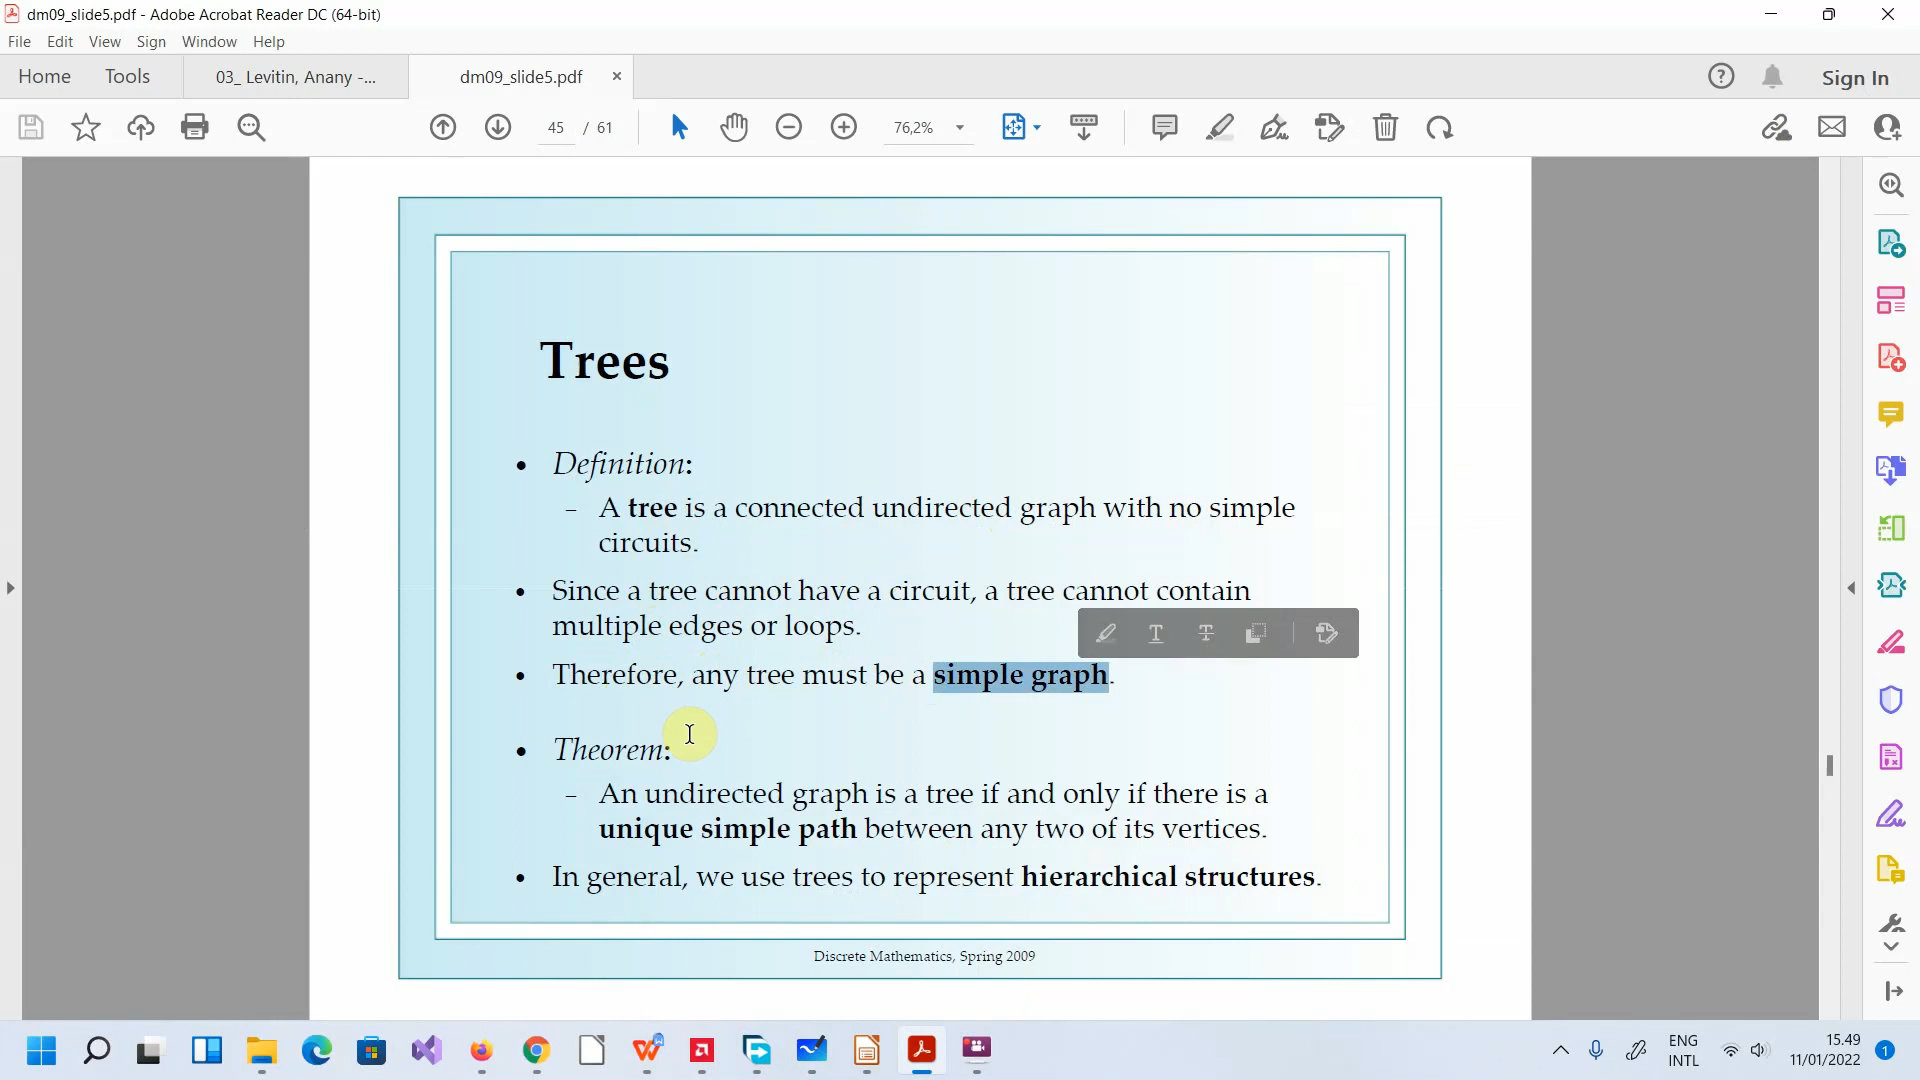 dm09_slide5.pdf - Adobe Acrobat Reader DC (64-bit)
File Edit View Sign Window Help
Home Tools 03_ Levitin, Anany -... dm09_slide5.pdf × Sign In
45 / 61 76,2%
Trees
• Definition:
– A tree is a connected undirected graph with no simple
circuits.
• Since a tree cannot have a circuit, a tree cannot contain
multiple edges or loops.
• Therefore, any tree must be a simple graph.
• Theorem:
– An undirected graph is a tree if and only if there is a
unique simple path between any two of its vertices.
• In general, we use trees to represent hierarchical structures.
Discrete Mathematics, Spring 2009
ENG 15.49
INTL 11/01/2022 1